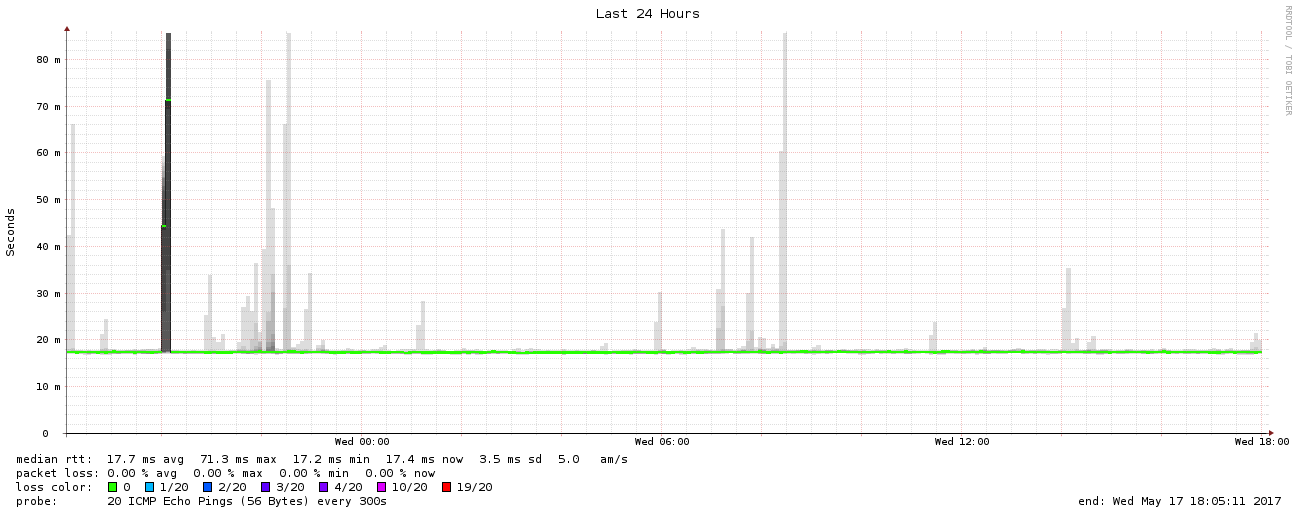 Last 24 Hours
RRDTOOL / TOBI OETIKER
Seconds
80 m
70 m
60 m
50 m
40 m
30 m
20 m
10 m
0
Wed 00:00 Wed 06:00 Wed 12:00 Wed 18:00
median rtt: 17.7 ms avg 71.3 ms max 17.2 ms min 17.4 ms now 3.5 ms sd 5.0 am/s
packet loss: 0.00 % avg 0.00 % max 0.00 % min 0.00 % now
loss color: 0 1/20 2/20 3/20 4/20 10/20 19/20
probe: 20 ICMP Echo Pings (56 Bytes) every 300s end: Wed May 17 18:05:11 2017